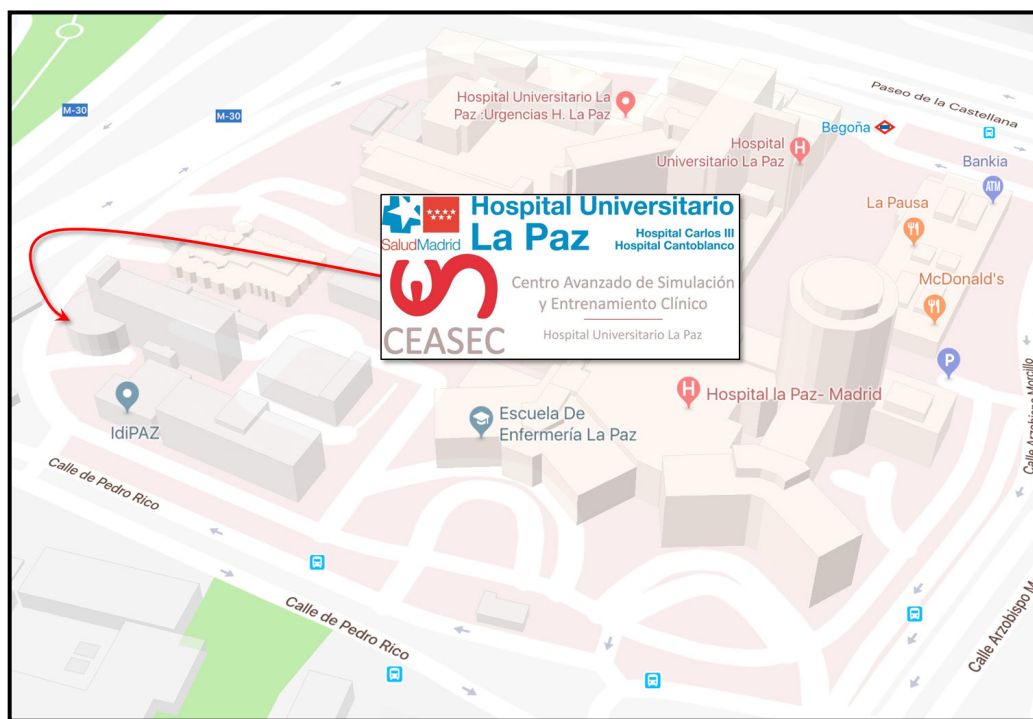 M-30
M-30
Hospital Universitario La
Paz :Urgencias H. La Paz
Paseo de la Castellana
Begoña
Hospital
Universitario La Paz
Bankia
ATM
La Pausa
McDonald's
SaludMadrid
Hospital Universitario
La Paz
Hospital Carlos III
Hospital Cantoblanco
CEASEC
Centro Avanzado de Simulación
y Entrenamiento Clínico
Hospital Universitario La Paz
P
Calle Arzobispo Morcillo
H
H
Hospital la Paz- Madrid
IdiPAZ
Escuela De
Enfermería La Paz
Calle de Pedro Rico
Calle de Pedro Rico
Calle Arzobispo M